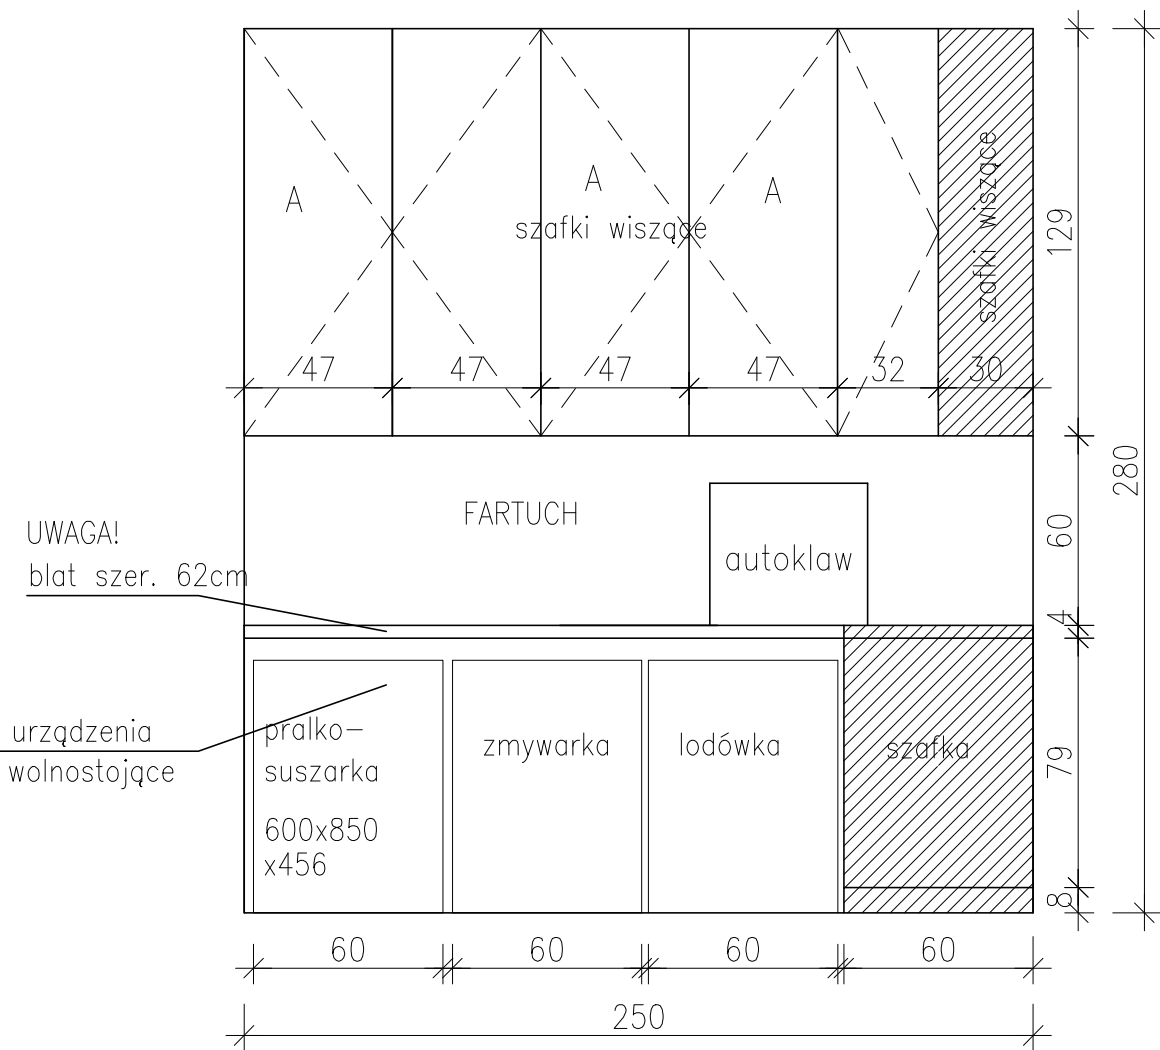 A
A
A
szafki wiszące
szafki wiszące
47
47
47
47
32
30
129
280
FARTUCH
60
UWAGA!
blat szer. 62cm
autoklaw
4
urządzenia
wolnostojące
pralko-
suszarka
600x850
x456
zmywarka
lodówka
szafka
79
8
60
60
60
60
250